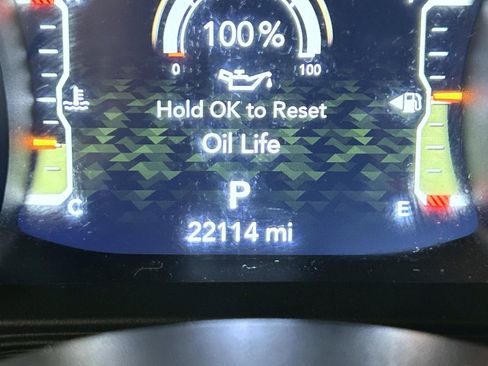 100%
0 100
Hold OK to Reset
Oil Life
P
C E
22114 mi